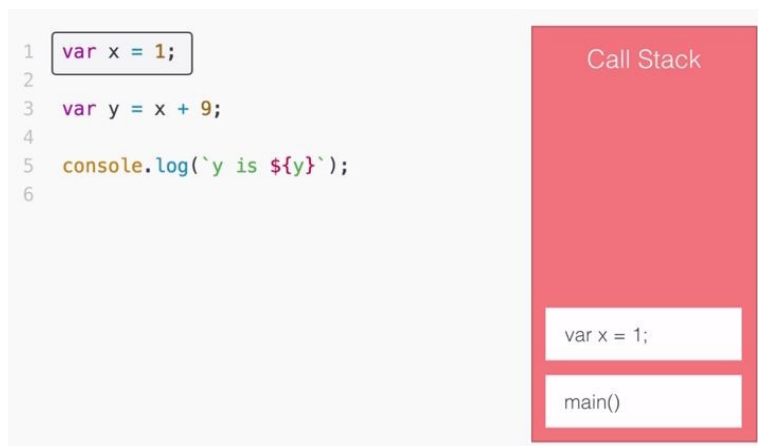 1 var x = 1;
2
3 var y = x + 9;
4
5 console.log(`y is ${y}`);
6
Call Stack
var x = 1;
main()